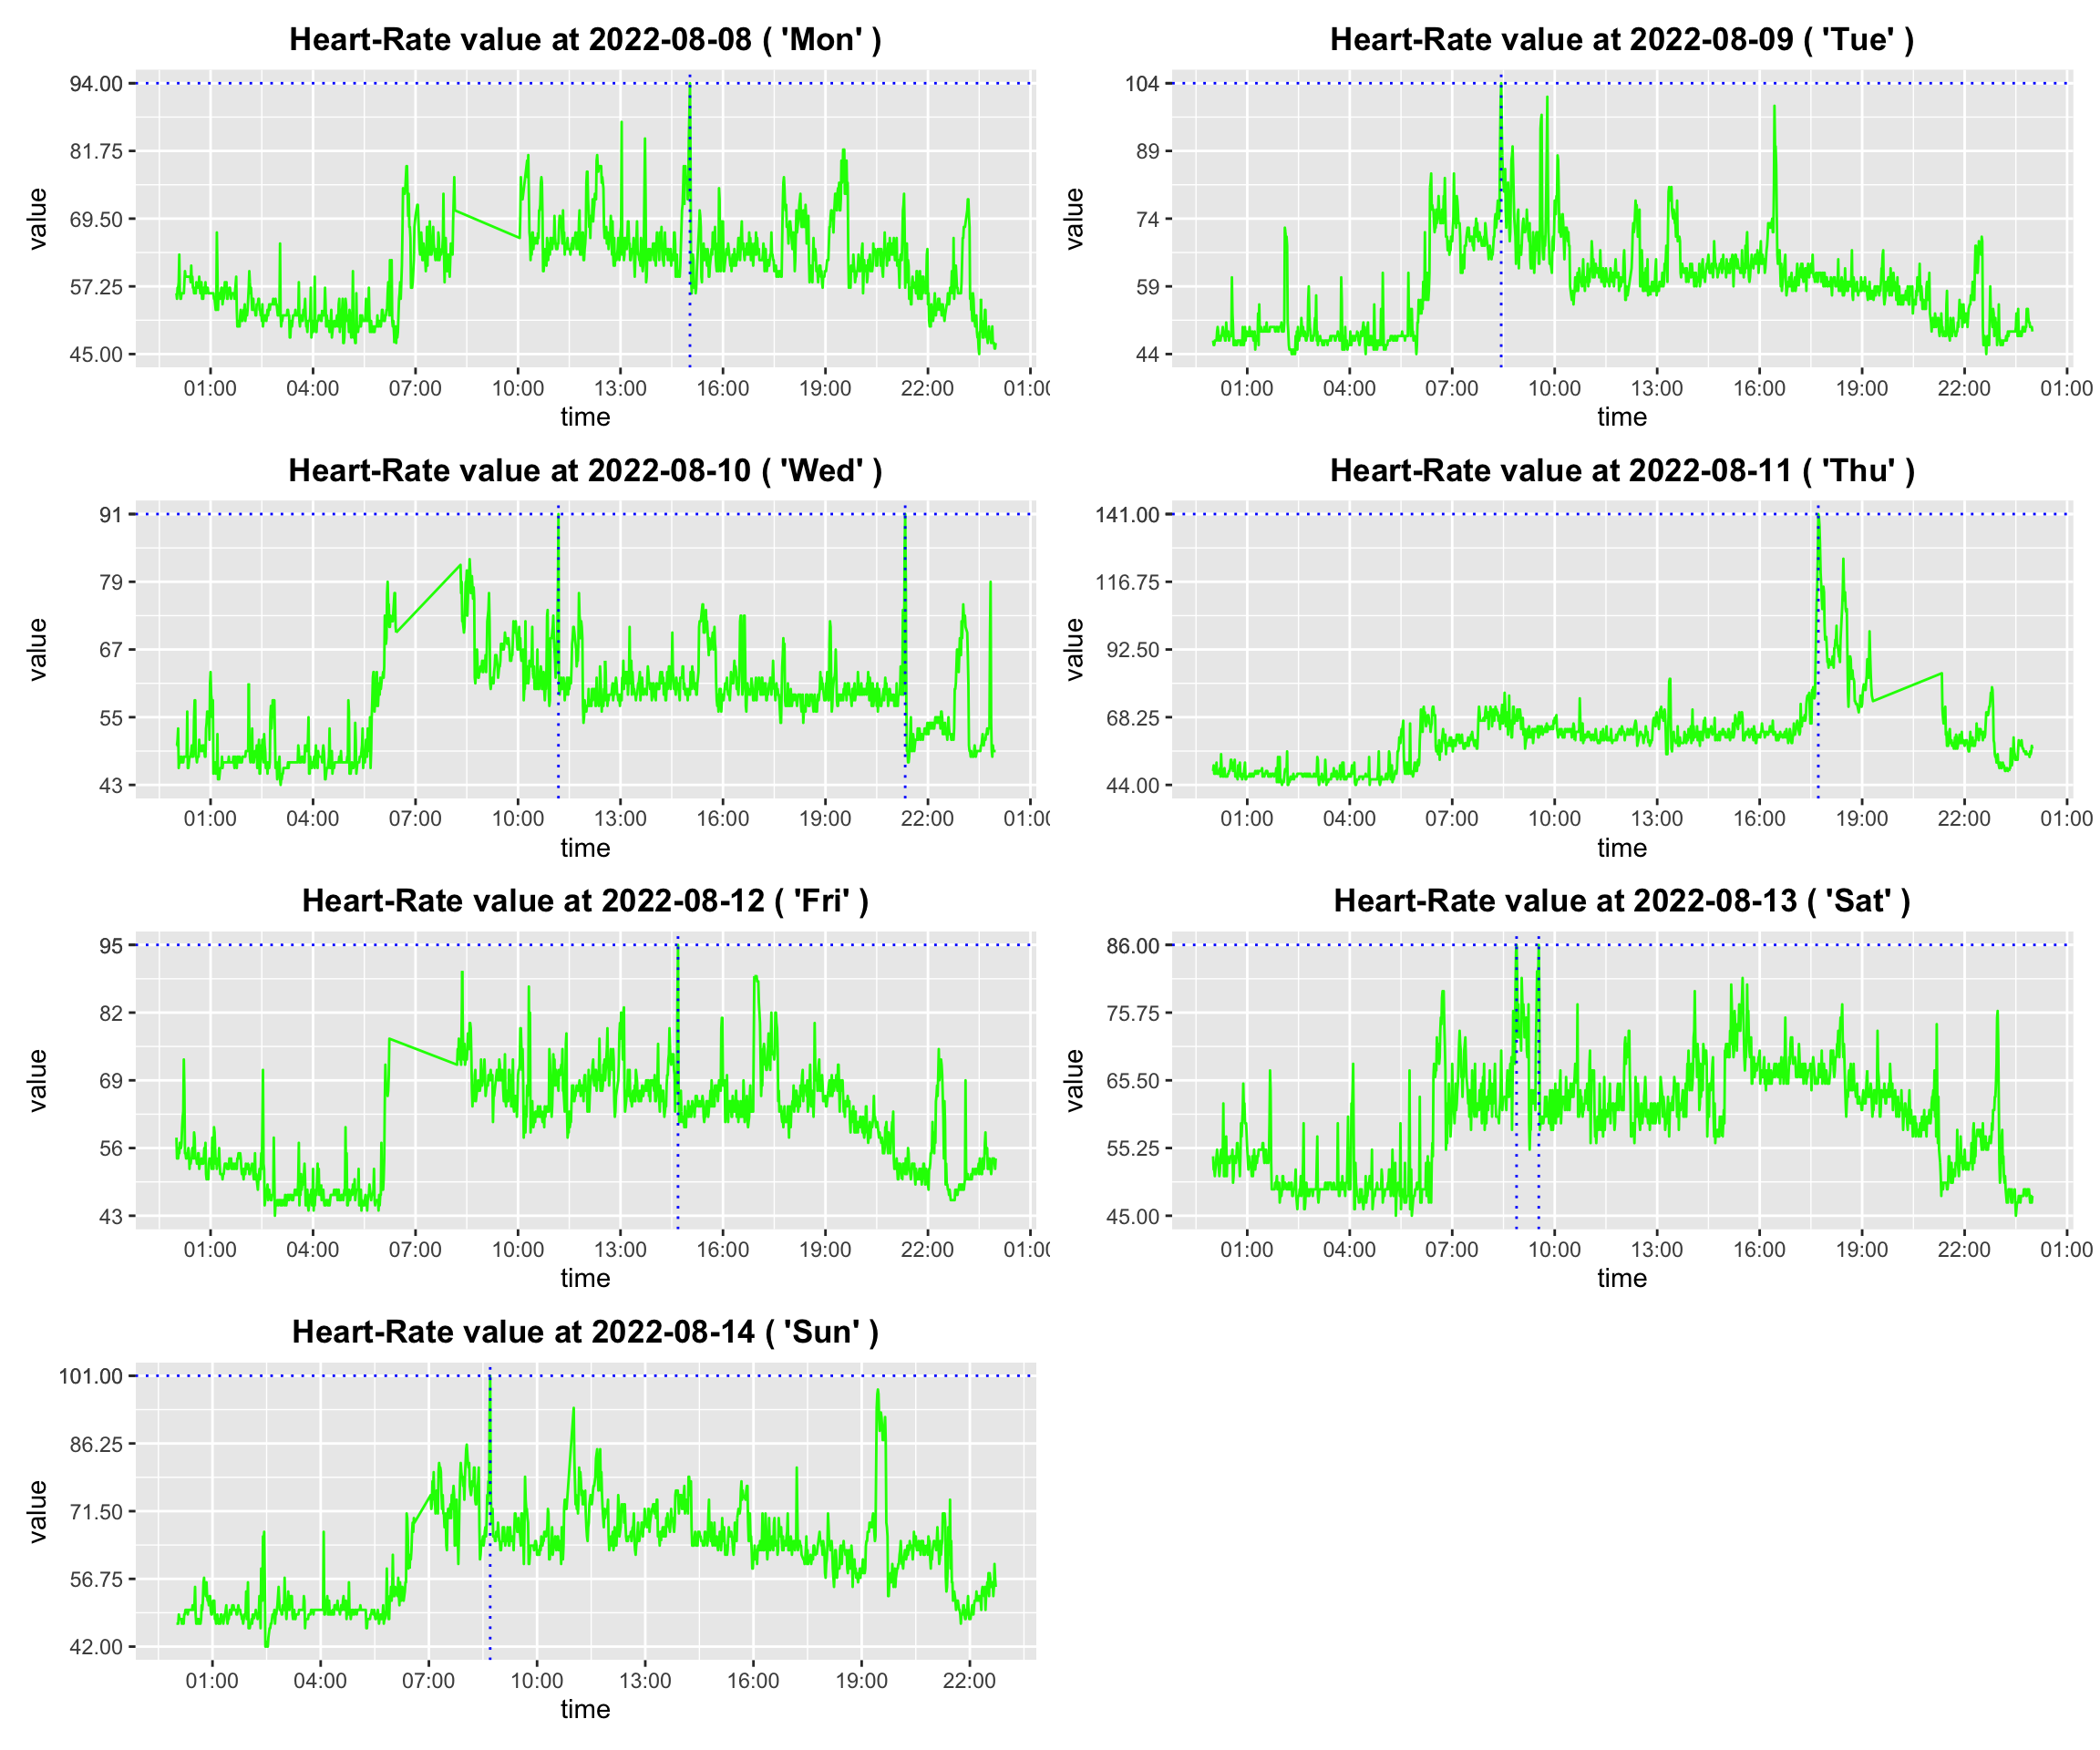 Heart-Rate value at 2022-08-08 ( 'Mon' )
94.00
81.75
69.50
57.25
45.00
value
01:00 04:00 07:00 10:00 13:00 16:00 19:00 22:00 01:00
time
Heart-Rate value at 2022-08-09 ( 'Tue' )
104
89
74
59
44
value
01:00 04:00 07:00 10:00 13:00 16:00 19:00 22:00 01:00
time
Heart-Rate value at 2022-08-10 ( 'Wed' )
91
79
67
55
43
value
01:00 04:00 07:00 10:00 13:00 16:00 19:00 22:00 01:00
time
Heart-Rate value at 2022-08-11 ( 'Thu' )
141.00
116.75
92.50
68.25
44.00
value
01:00 04:00 07:00 10:00 13:00 16:00 19:00 22:00 01:00
time
Heart-Rate value at 2022-08-12 ( 'Fri' )
95
82
69
56
43
value
01:00 04:00 07:00 10:00 13:00 16:00 19:00 22:00 01:00
time
Heart-Rate value at 2022-08-13 ( 'Sat' )
86.00
75.75
65.50
55.25
45.00
value
01:00 04:00 07:00 10:00 13:00 16:00 19:00 22:00 01:00
time
Heart-Rate value at 2022-08-14 ( 'Sun' )
101.00
86.25
71.50
56.75
42.00
value
01:00 04:00 07:00 10:00 13:00 16:00 19:00 22:00
time